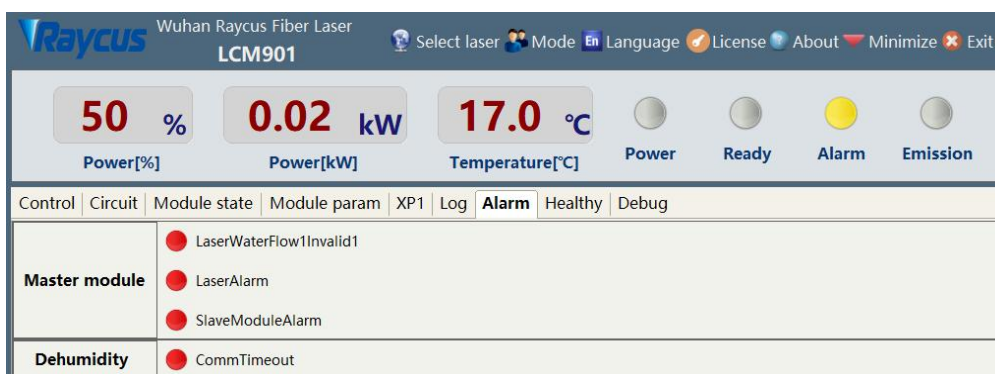 Raycus
Wuhan Raycus Fiber Laser
LCM901
Select laser Mode En Language License About Minimize Exit
50 % 0.02 kW 17.0 ℃
Power[%] Power[kW] Temperature[℃] Power Ready Alarm Emission
Control Circuit Module state Module param XP1 Log Alarm Healthy Debug
LaserWaterFlow1Invalid1
Master module LaserAlarm
SlaveModuleAlarm
Dehumidity CommTimeout